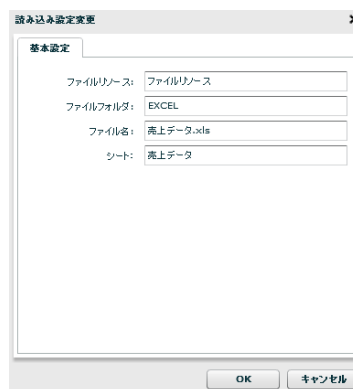 読み込み設定変更
基本設定
ファイルリソース: ファイルリソース
ファイルフォルダ: EXCEL
ファイル名: 売上データ.xls
シート: 売上データ
OK キャンセル